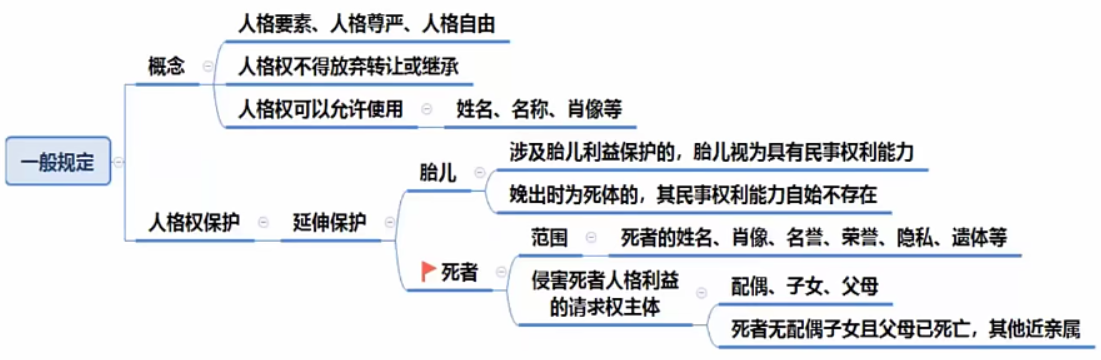 一般规定
概念
人格要素、人格尊严、人格自由
人格权不得放弃转让或继承
人格权可以允许使用
姓名、名称、肖像等
人格权保护
延伸保护
胎儿
涉及胎儿利益保护的，胎儿视为具有民事权利能力
娩出时为死体的，其民事权利能力自始不存在
死者
范围
死者的姓名、肖像、名誉、荣誉、隐私、遗体等
侵害死者人格利益
的请求权主体
配偶、子女、父母
死者无配偶子女且父母已死亡，其他近亲属